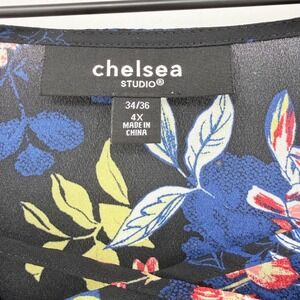 chelsea
STUDIO®
34/36
4X
MADE IN
CHINA